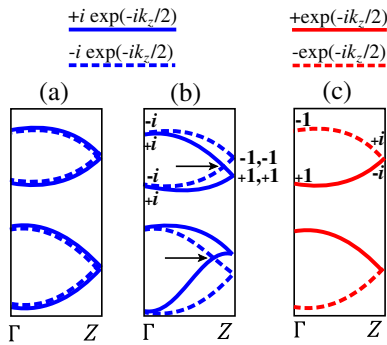 +i exp(-ik_z/2) +exp(-ik_z/2)
-i exp(-ik_z/2) -exp(-ik_z/2)
(a) (b) (c)
-i -1
+i +i
-1,-1
-i +1,+1 +1 -i
+i
Γ Z Γ Z Γ Z